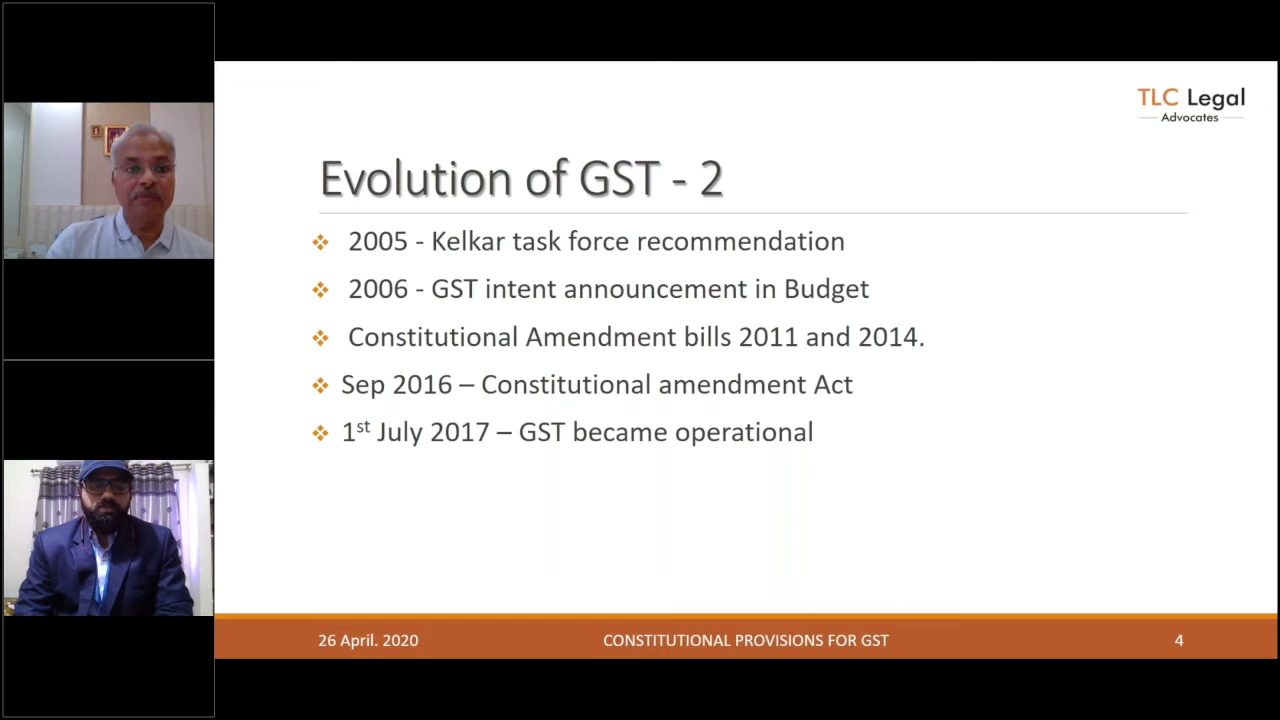 TLC Legal
Advocates
Evolution of GST - 2
2005 - Kelkar task force recommendation
2006 - GST intent announcement in Budget
Constitutional Amendment bills 2011 and 2014.
Sep 2016 – Constitutional amendment Act
1st July 2017 – GST became operational
26 April. 2020 CONSTITUTIONAL PROVISIONS FOR GST 4